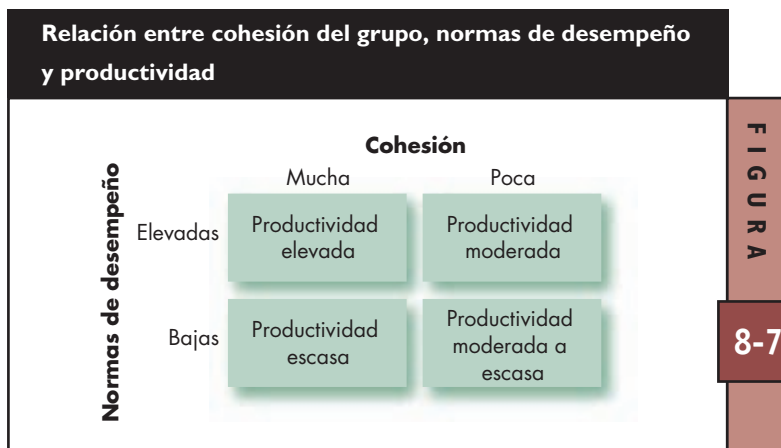 Relación entre cohesión del grupo, normas de desempeño
y productividad
Cohesión
Mucha
Poca
Normas de desempeño
Elevadas
Productividad
elevada
Productividad
moderada
Bajas
Productividad
escasa
Productividad
moderada a
escasa
FIGURA
8-7